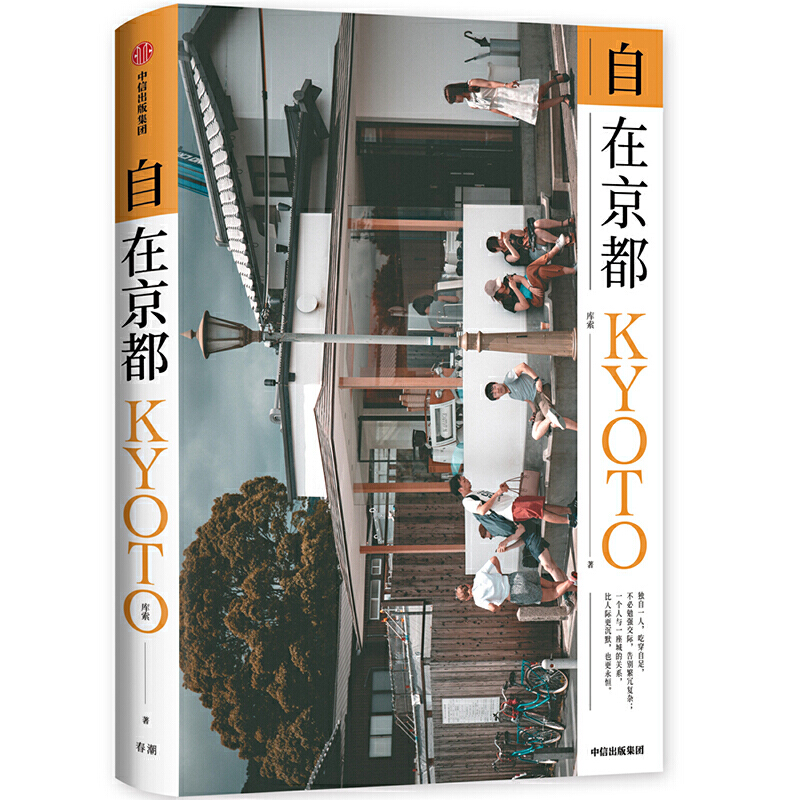 中信出版集团
自在京都
KYOTO
库索
著
春潮
自在京都
KYOTO
库索
著
独自一人，吃穿自足，
不必勉强交际，告别繁冗复杂；
一个人与一座城的关系，
比人际更沉默，也更永恒。
中信出版集团